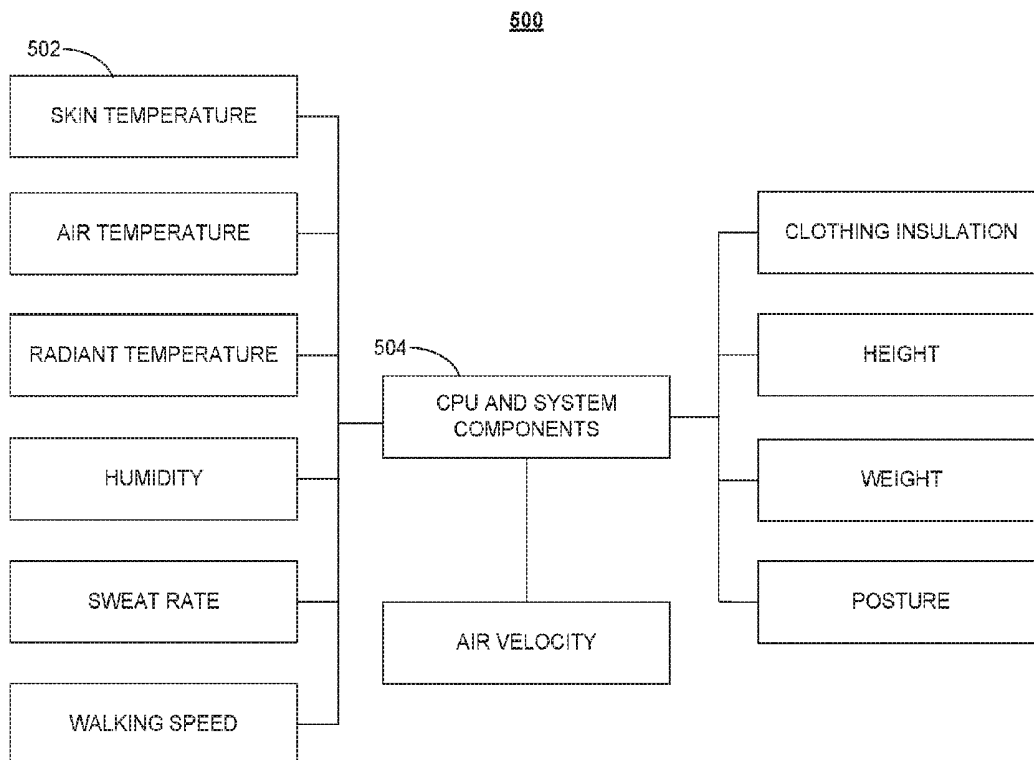 500
502
SKIN TEMPERATURE
AIR TEMPERATURE
RADIANT TEMPERATURE
HUMIDITY
SWEAT RATE
WALKING SPEED
504
CPU AND SYSTEM
COMPONENTS
AIR VELOCITY
CLOTHING INSULATION
HEIGHT
WEIGHT
POSTURE